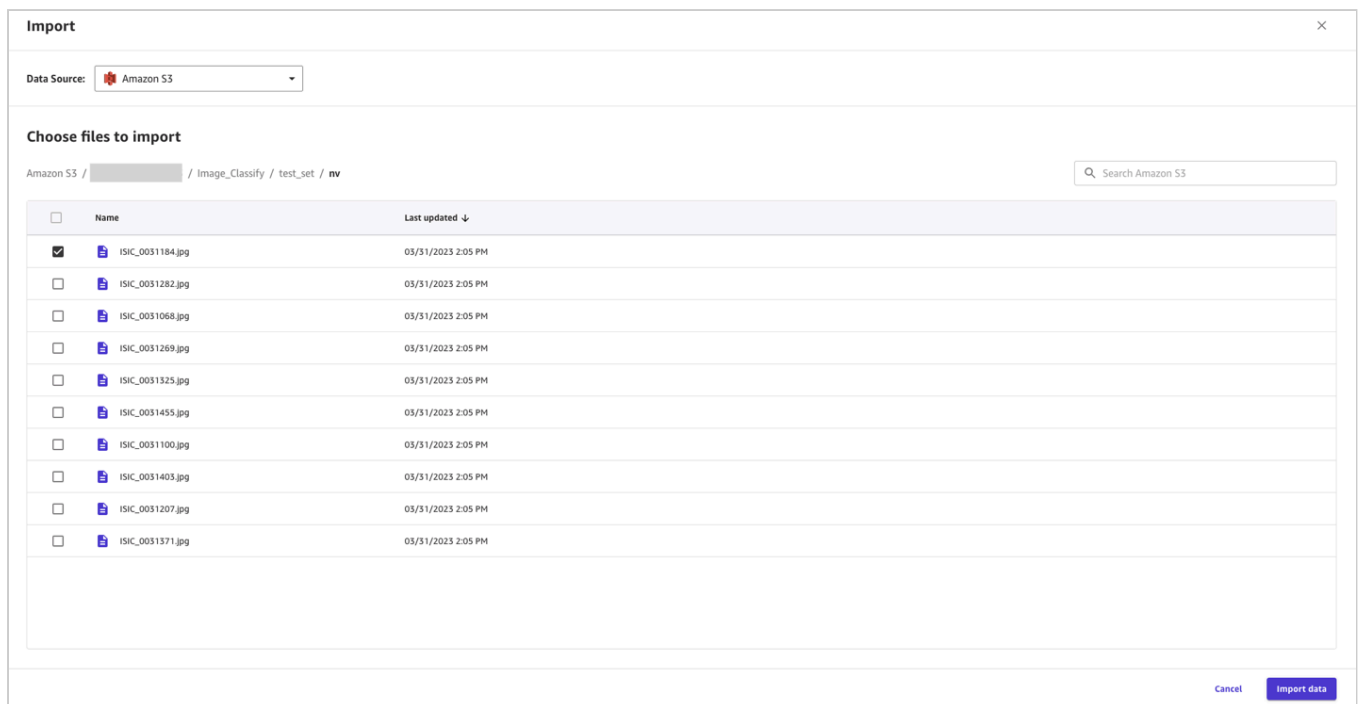 Import
Data Source: Amazon S3
Choose files to import
Amazon S3 / / Image_Classify / test_set / nv
Search Amazon S3
Name Last updated
ISIC_0031184.jpg 03/31/2023 2:05 PM
ISIC_0031282.jpg 03/31/2023 2:05 PM
ISIC_0031068.jpg 03/31/2023 2:05 PM
ISIC_0031269.jpg 03/31/2023 2:05 PM
ISIC_0031325.jpg 03/31/2023 2:05 PM
ISIC_0031455.jpg 03/31/2023 2:05 PM
ISIC_0031100.jpg 03/31/2023 2:05 PM
ISIC_0031403.jpg 03/31/2023 2:05 PM
ISIC_0031207.jpg 03/31/2023 2:05 PM
ISIC_0031371.jpg 03/31/2023 2:05 PM
Cancel Import data